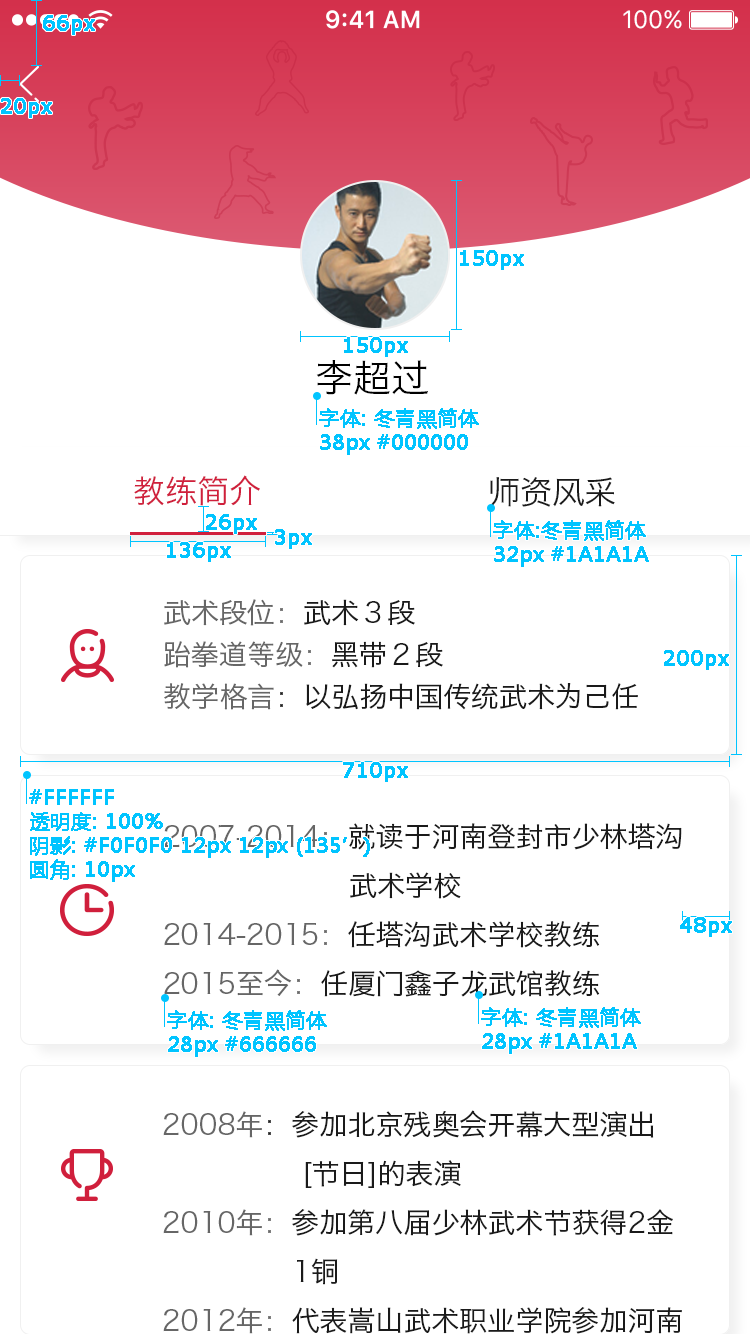 66px
9:41 AM
100%
20px
150px
150px
李超过
字体: 冬青黑简体
38px #000000
教练简介
师资风采
26px
3px
136px
字体:冬青黑简体
32px #1A1A1A
武术段位：武术３段
跆拳道等级：黑带２段
200px
教学格言：以弘扬中国传统武术为己任
710px
#FFFFFF
透明度: 100%
2007-2014：就读于河南登封市少林塔沟
阴影: #F0F0F0 12px 12px (135′)
圆角: 10px
武术学校
48px
2014-2015：任塔沟武术学校教练
2015至今：任厦门鑫子龙武馆教练
字体: 冬青黑简体
28px #666666
字体: 冬青黑简体
28px #1A1A1A
2008年：参加北京残奥会开幕大型演出
[节日]的表演
2010年：参加第八届少林武术节获得2金
1铜
2012年：代表嵩山武术职业学院参加河南